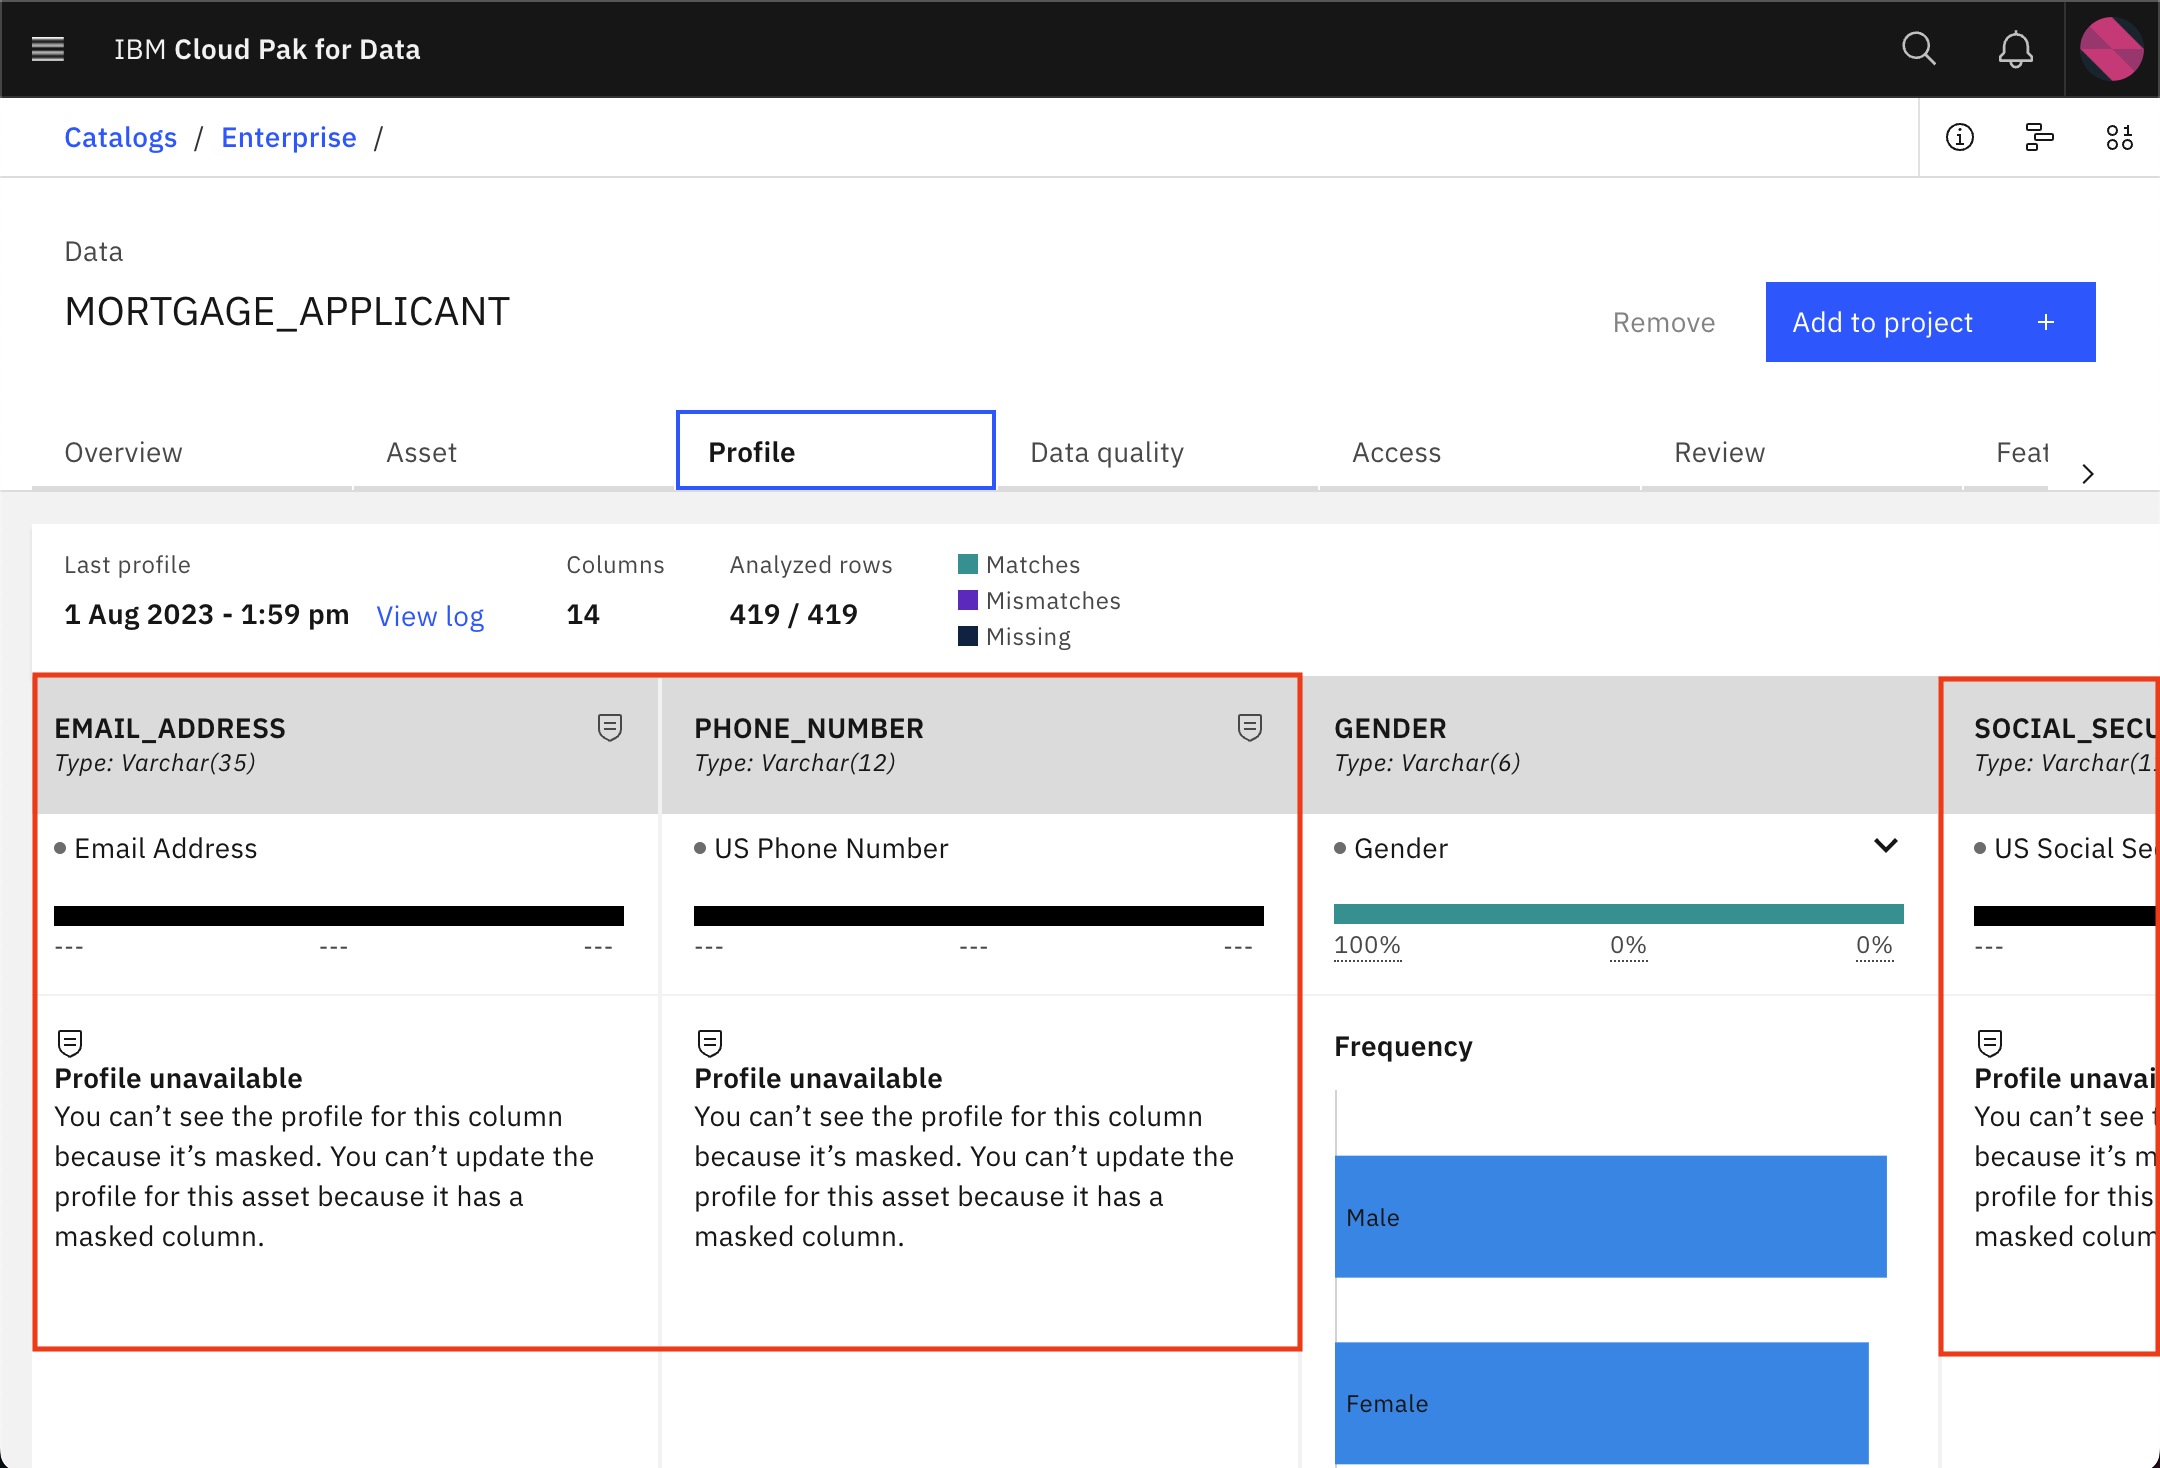 IBM Cloud Pak for Data
Catalogs / Enterprise /
Data
MORTGAGE_APPLICANT
Remove
Add to project +
Overview
Asset
Profile
Data quality
Access
Review
Feat
Last profile
1 Aug 2023 - 1:59 pm
View log
Columns
14
Analyzed rows
419 / 419
Matches
Mismatches
Missing
EMAIL_ADDRESS
Type: Varchar(35)
Email Address
--- --- ---
Profile unavailable
You can’t see the profile for this column
because it’s masked. You can’t update the
profile for this asset because it has a
masked column.
PHONE_NUMBER
Type: Varchar(12)
US Phone Number
--- --- ---
Profile unavailable
You can’t see the profile for this column
because it’s masked. You can’t update the
profile for this asset because it has a
masked column.
GENDER
Type: Varchar(6)
Gender
100% 0% 0%
Frequency
Male
Female
SOCIAL_SECU
Type: Varchar(1
US Social Se
---
Profile unavai
You can’t see
because it’s m
profile for this
masked colum